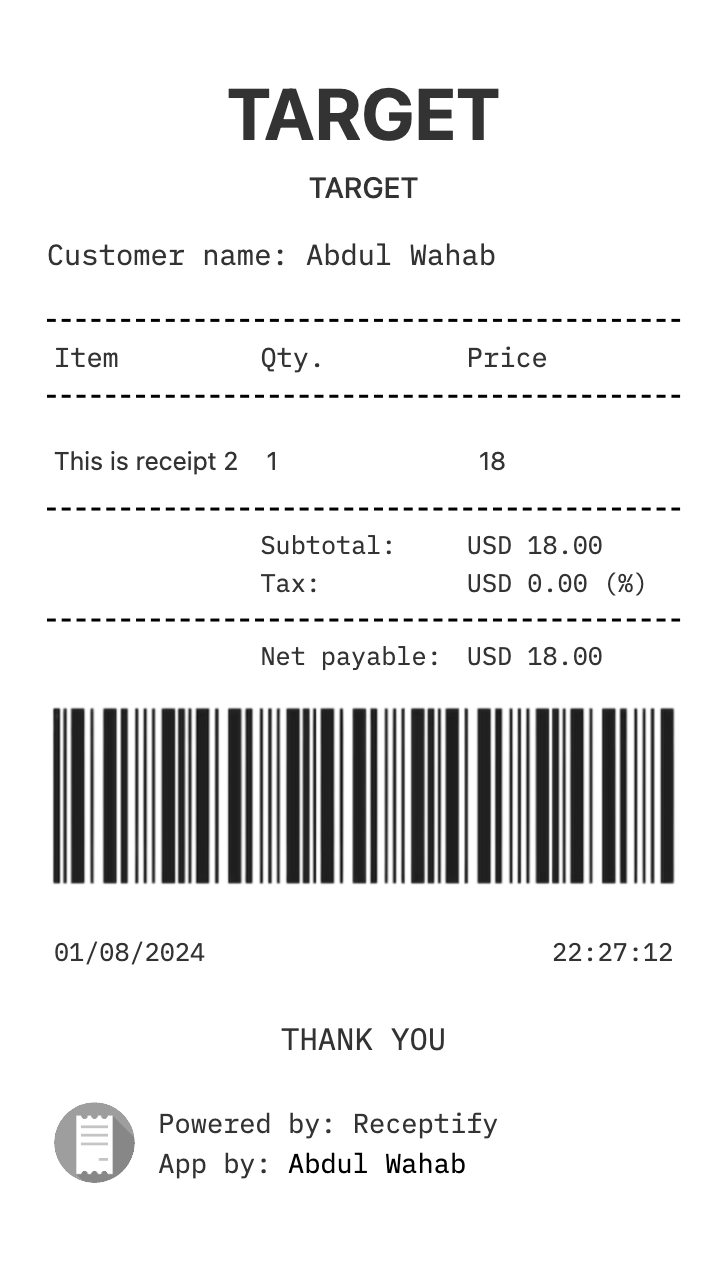 TARGET
TARGET
Customer name: Abdul Wahab
Item Qty. Price
This is receipt 2 1 18
Subtotal: USD 18.00
Tax: USD 0.00 (%)
Net payable: USD 18.00
01/08/2024 22:27:12
THANK YOU
Powered by: Receptify
App by: Abdul Wahab